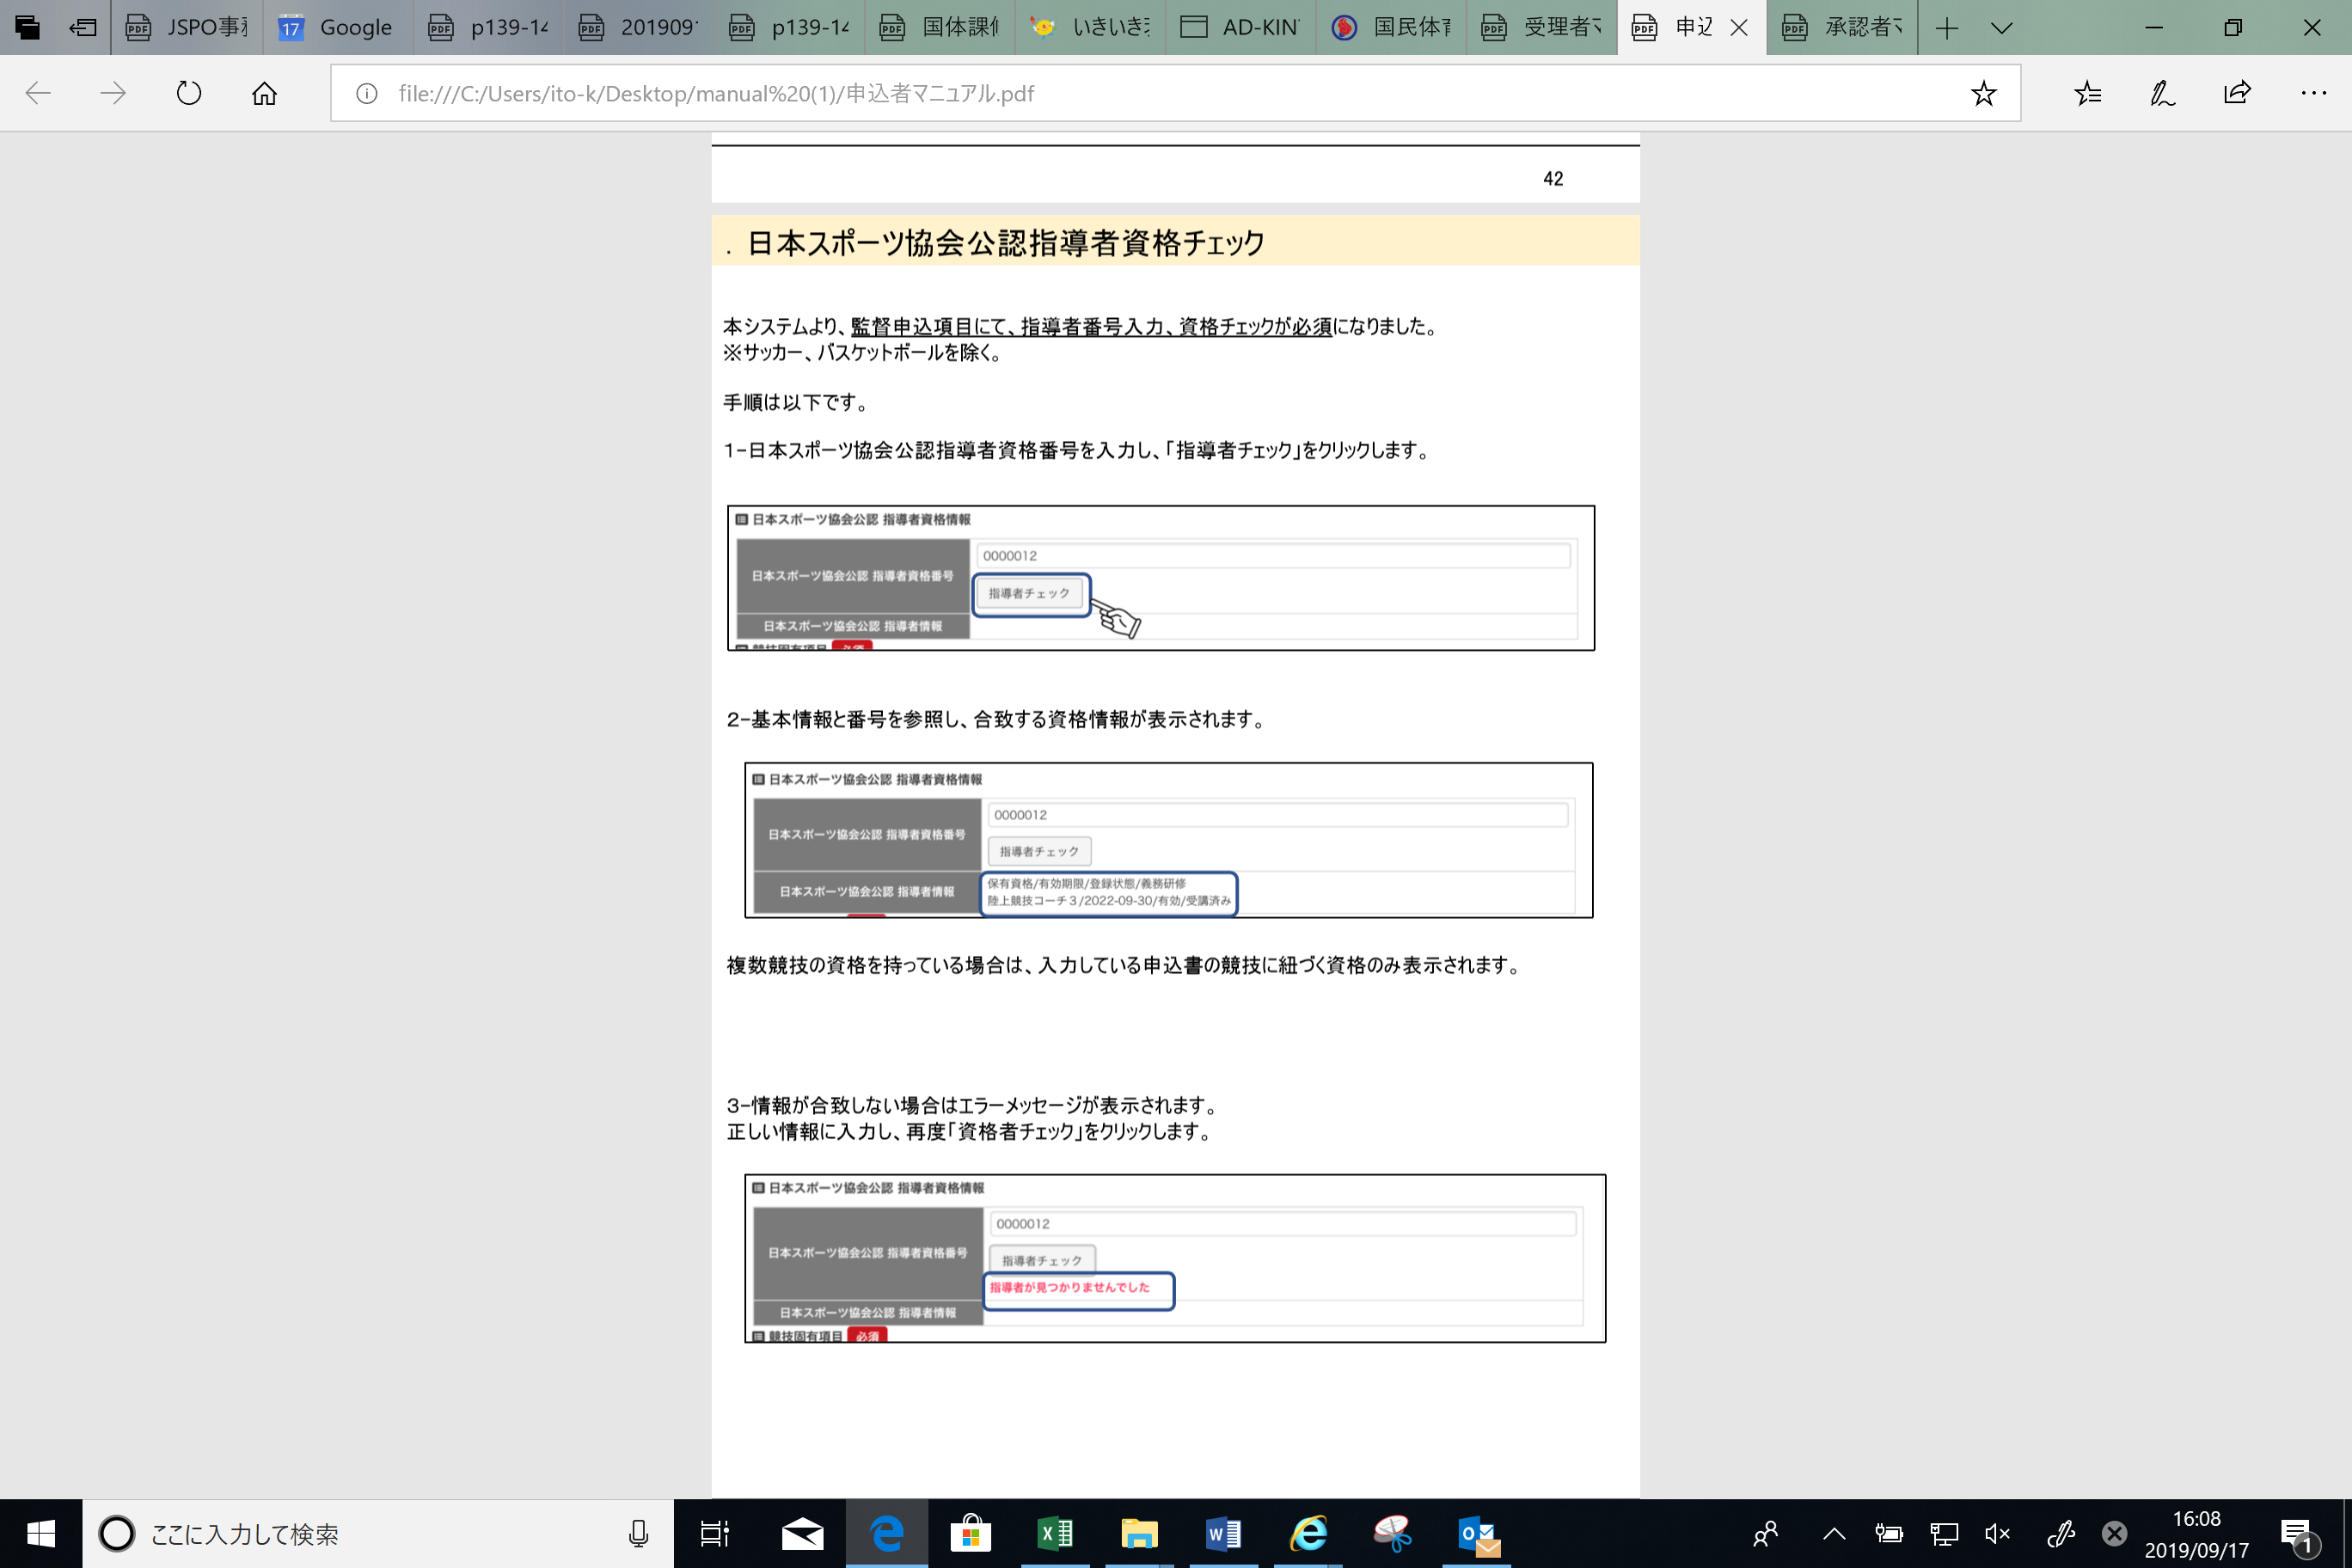 JSPO事務
17 Google
p139-14
201909
p139-14
国体課
いきいき
AD-KIN
国民体育
受理者マ
申込
承認者マ
file:///C:/Users/ito-k/Desktop/manual%20(1)/申込者マニュアル.pdf
42
. 日本スポーツ協会公認指導者資格チェック
本システムより、監督申込項目にて、指導者番号入力、資格チェックが必須になりました。
※サッカー、バスケットボールを除く。
手順は以下です。
1-日本スポーツ協会公認指導者資格番号を入力し、「指導者チェック」をクリックします。
日本スポーツ協会公認 指導者資格情報
0000012
日本スポーツ協会公認 指導者資格番号
指導者チェック
日本スポーツ協会公認 指導者情報
競技固有項目 必須
2-基本情報と番号を参照し、合致する資格情報が表示されます。
日本スポーツ協会公認 指導者資格情報
0000012
日本スポーツ協会公認 指導者資格番号
指導者チェック
日本スポーツ協会公認 指導者情報
保有資格/有効期限/登録状態/義務研修
陸上競技コーチ3/2022-09-30/有効/受講済み
複数競技の資格を持っている場合は、入力している申込書の競技に紐づく資格のみ表示されます。
3-情報が合致しない場合はエラーメッセージが表示されます。
正しい情報に入力し、再度「資格者チェック」をクリックします。
日本スポーツ協会公認 指導者資格情報
0000012
日本スポーツ協会公認 指導者資格番号
指導者チェック
指導者が見つかりませんでした
日本スポーツ協会公認 指導者情報
競技固有項目 必須
ここに入力して検索
16:08
2019/09/17
1